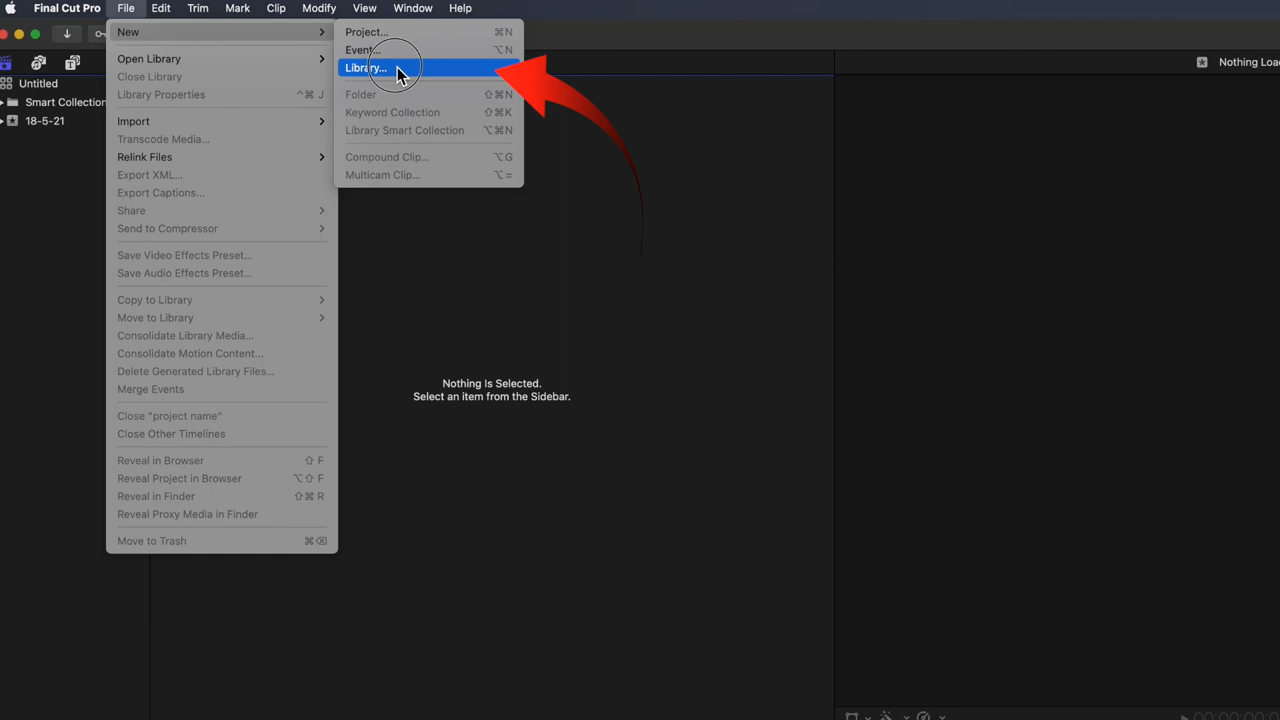 Final Cut Pro File Edit Trim Mark Clip Modify View Window Help
New
Open Library
Close Library
Library Properties ^⌘ J
Import
Transcode Media...
Relink Files
Export XML...
Export Captions...
Share
Send to Compressor
Save Video Effects Preset...
Save Audio Effects Preset...
Copy to Library
Move to Library
Consolidate Library Media...
Consolidate Motion Content...
Delete Generated Library Files...
Merge Events
Close "project name"
Close Other Timelines
Reveal in Browser ⇧ F
Reveal Project in Browser ⌥⇧ F
Reveal in Finder ⇧⌘ R
Reveal Proxy Media in Finder
Move to Trash ⌘⌫
Project... ⌘N
Event... ⌥N
Library...
Folder ⇧⌘N
Keyword Collection ⇧⌘K
Library Smart Collection ⌥⌘N
Compound Clip... ⌥G
Multicam Clip... ⌥=
Untitled
Smart Collection
18-5-21
Nothing Is Selected.
Select an item from the Sidebar.
Nothing Loa